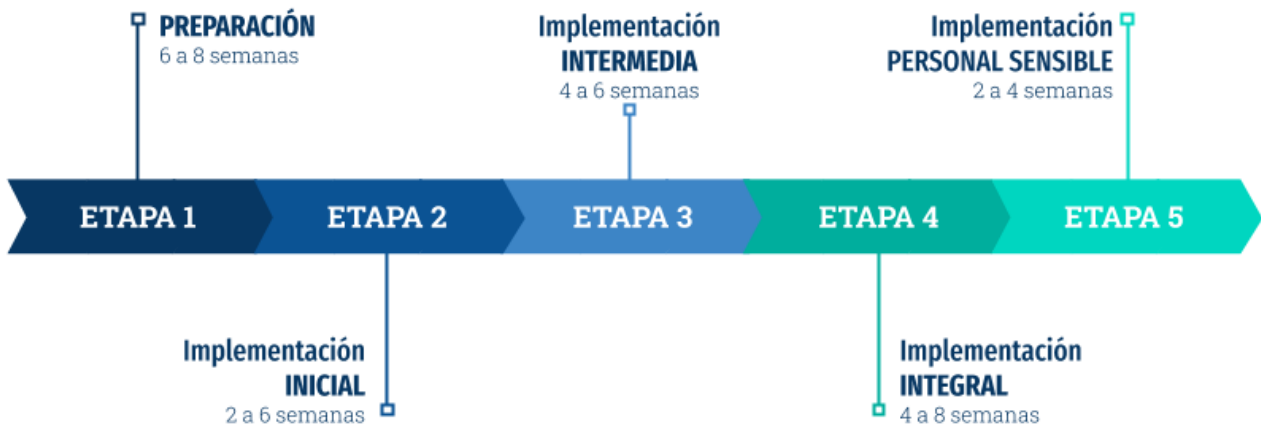 PREPARACIÓN
6 a 8 semanas
Implementación
INTERMEDIA
4 a 6 semanas
Implementación
PERSONAL SENSIBLE
2 a 4 semanas
ETAPA 1
ETAPA 2
ETAPA 3
ETAPA 4
ETAPA 5
Implementación
INICIAL
2 a 6 semanas
Implementación
INTEGRAL
4 a 8 semanas